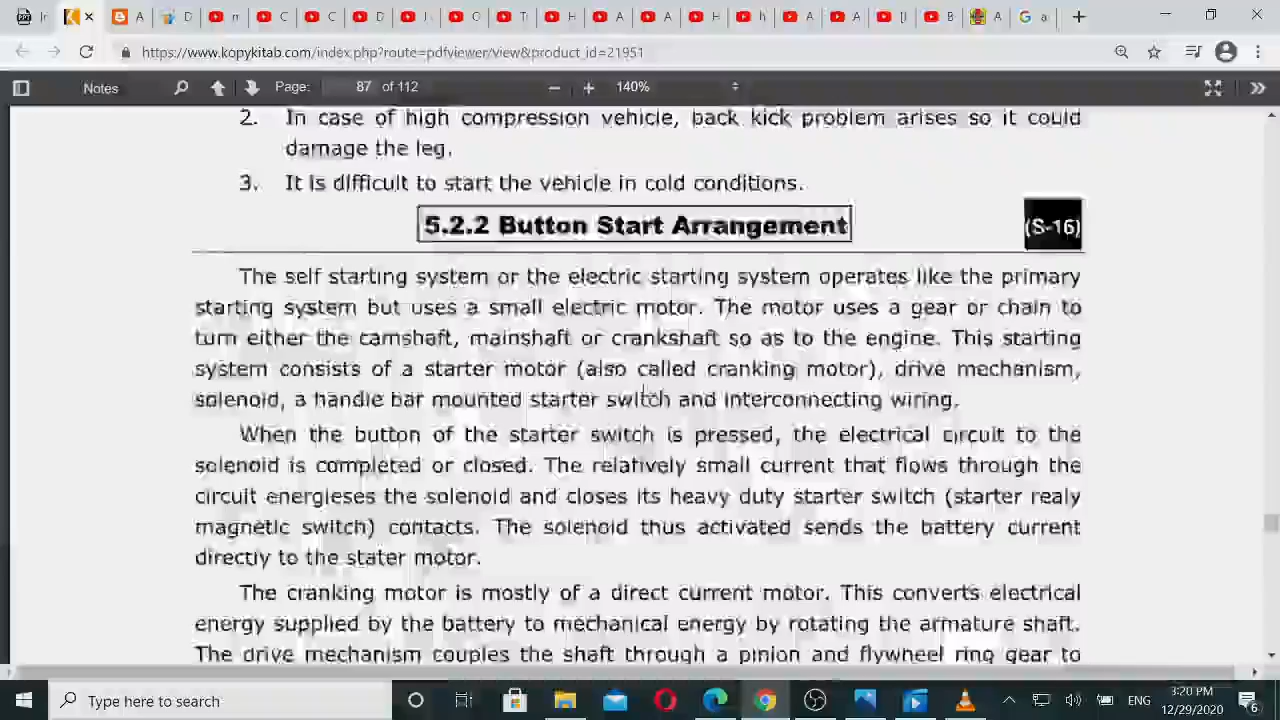 Ir
K
A
D
m
C
C
D
J
O
T
H
A
A
H
h
A
A
[I
B
A
a
https://www.kopykitab.com/index.php?route=pdfviewer/view&product_id=21951
Notes
Page:
87
of 112
140%
2. In case of high compression vehicle, back kick problem arises so it could
damage the leg.
3. It is difficult to start the vehicle in cold conditions.
5.2.2 Button Start Arrangement
(S-16)
The self starting system or the electric starting system operates like the primary
starting system but uses a small electric motor. The motor uses a gear or chain to
turn either the camshaft, mainshaft or crankshaft so as to the engine. This starting
system consists of a starter motor (also called cranking motor), drive mechanism,
solenoid, a handle bar mounted starter switch and interconnecting wiring.
When the button of the starter switch is pressed, the electrical circuit to the
solenoid is completed or closed. The relatively small current that flows through the
circuit energieses the solenoid and closes its heavy duty starter switch (starter realy
magnetic switch) contacts. The solenoid thus activated sends the battery current
directly to the stater motor.
The cranking motor is mostly of a direct current motor. This converts electrical
energy supplied by the battery to mechanical energy by rotating the armature shaft.
The drive mechanism couples the shaft through a pinion and flywheel ring gear to
Type here to search
ENG
3:20 PM
12/29/2020
6